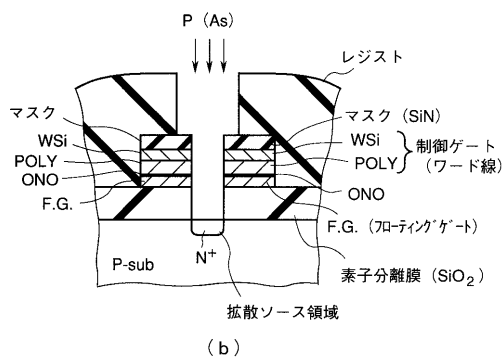 P (As)
レジスト
マスク
マスク (SiN)
WSi
WSi
制御ゲート
(ワード線)
POLY
POLY
ONO
ONO
F.G.
F.G. (フローティングゲート)
N+
P-sub
素子分離膜 (SiO2)
拡散ソース領域
(b)